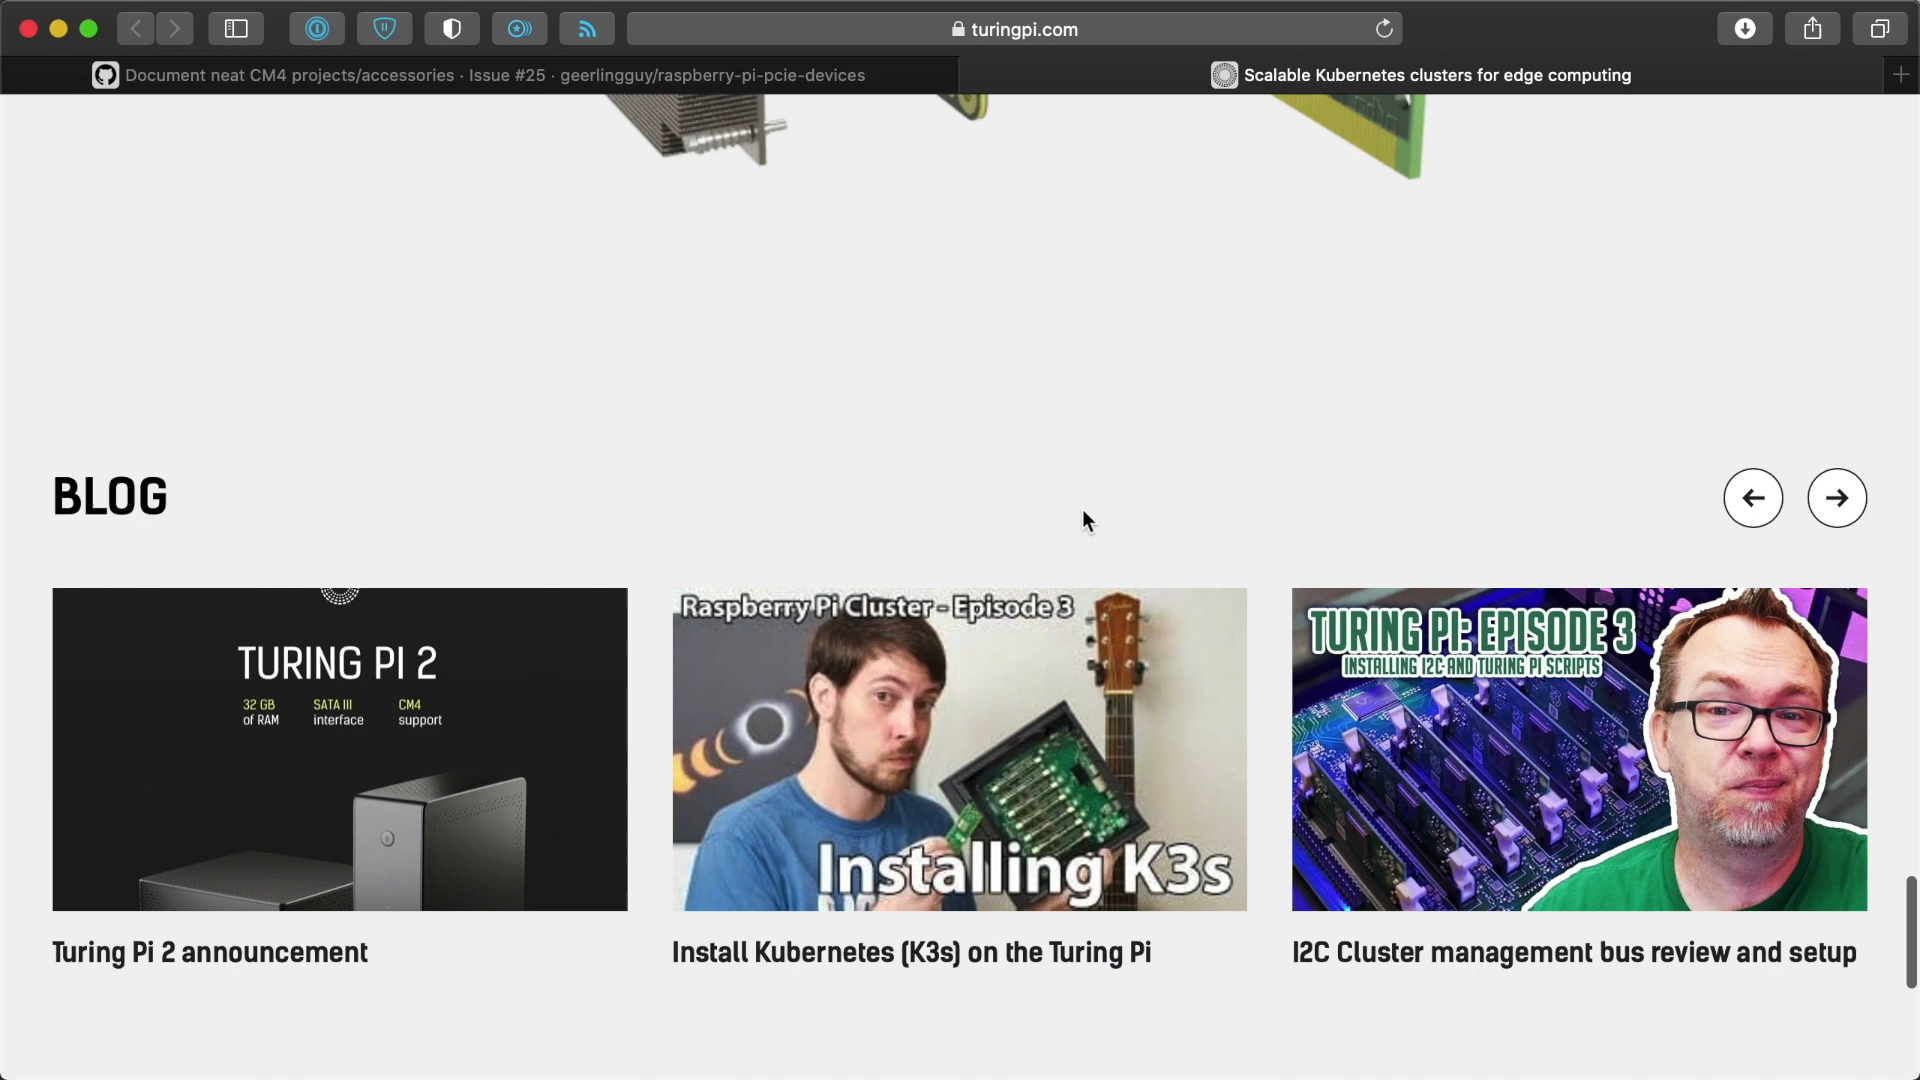 turingpi.com
Document neat CM4 projects/accessories · Issue #25 · geerlingguy/raspberry-pi-pcie-devices
Scalable Kubernetes clusters for edge computing
BLOG
TURING PI 2
32 GB
of RAM
SATA III
interface
CM4
support
Raspberry Pi Cluster - Episode 3
Installing K3s
TURING PI: EPISODE 3
INSTALLING I2C AND TURING PI SCRIPTS
Turing Pi 2 announcement
Install Kubernetes (K3s) on the Turing Pi
I2C Cluster management bus review and setup